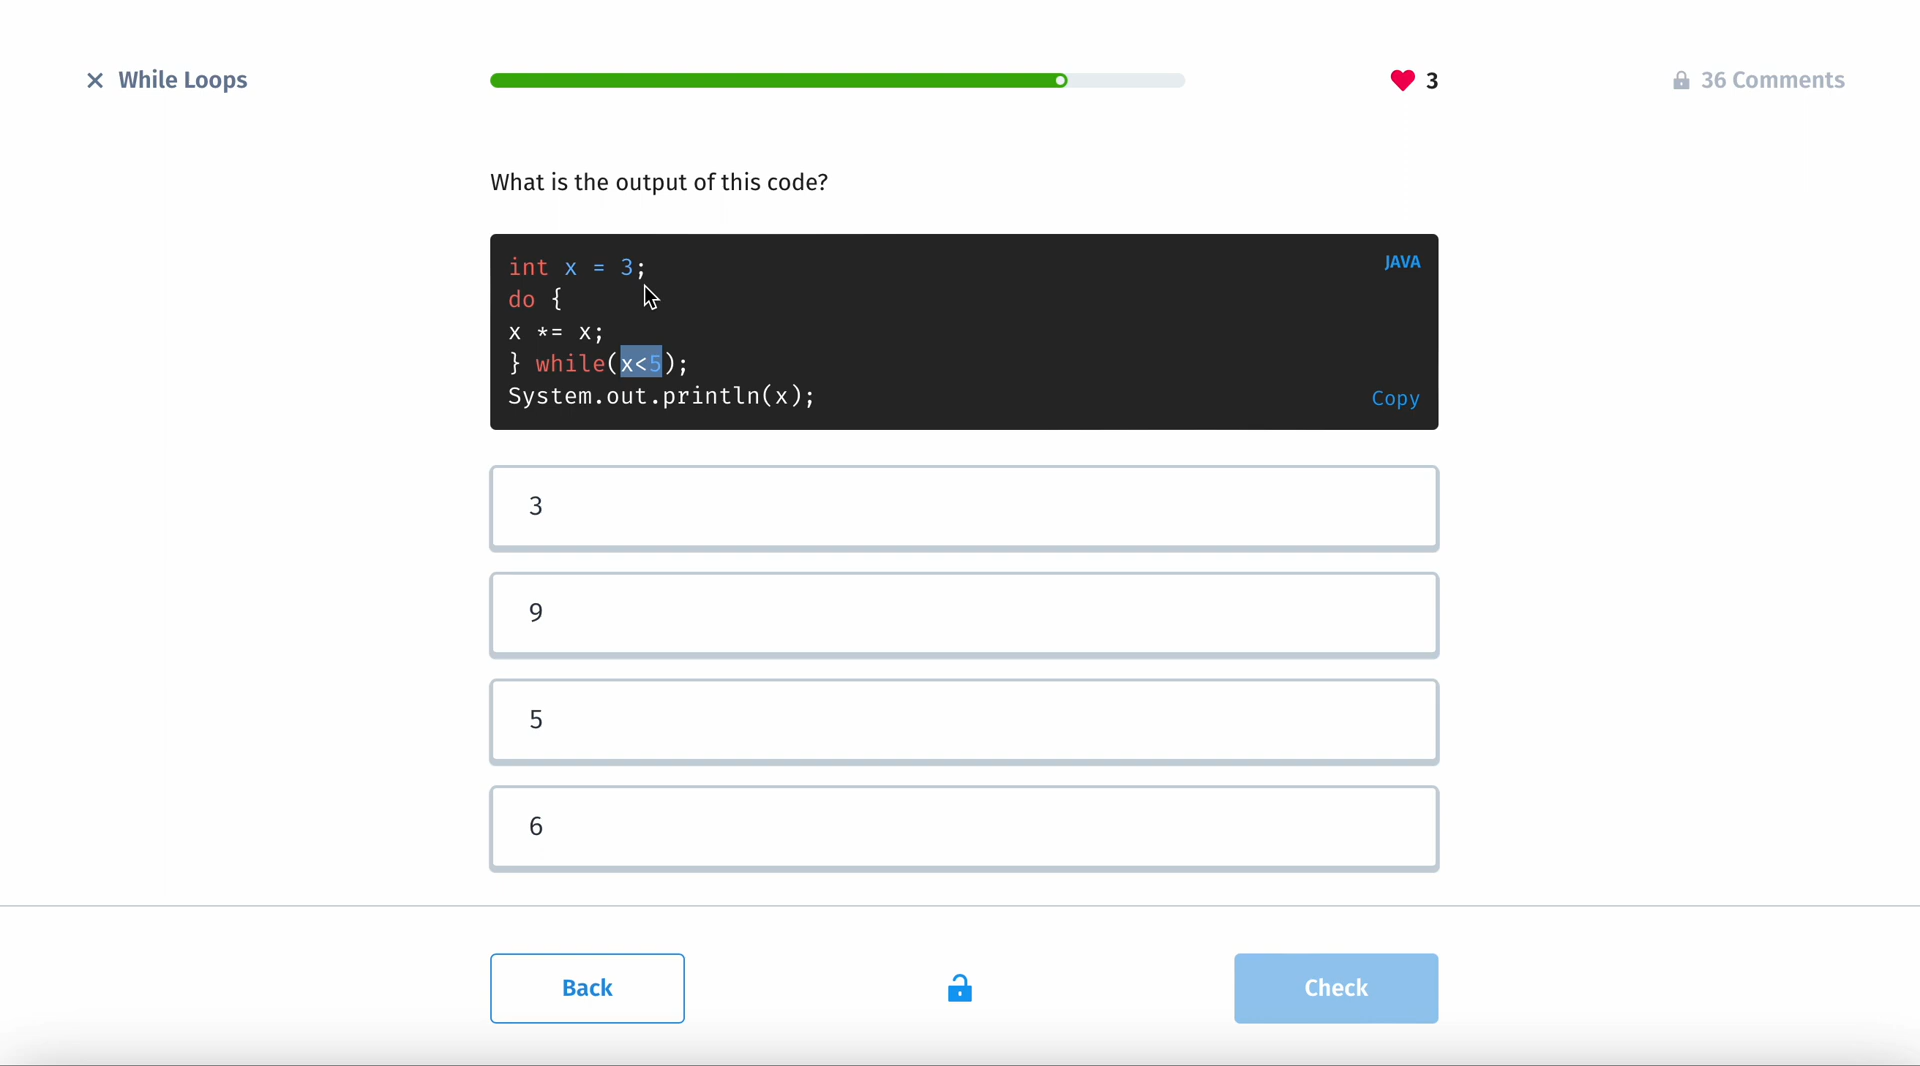 While Loops
3
36 Comments
What is the output of this code?
int x = 3;
JAVA
do {
x *= x;
} while(x<5);
System.out.println(x);
Copy
3
9
5
6
Back
Check